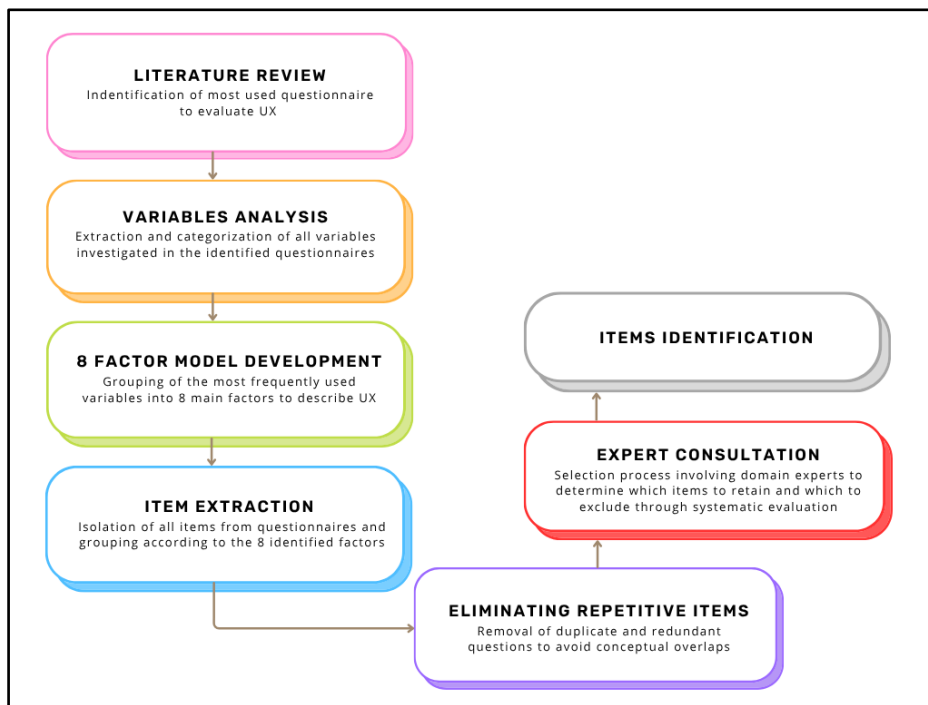 LITERATURE REVIEW
Indentification of most used questionnaire
to evaluate UX
VARIABLES ANALYSIS
Extraction and categorization of all variables
investigated in the identified questionnaires
8 FACTOR MODEL DEVELOPMENT
Grouping of the most frequently used
variables into 8 main factors to describe UX
ITEM EXTRACTION
Isolation of all items from questionnaires and
grouping according to the 8 identified factors
ELIMINATING REPETITIVE ITEMS
Removal of duplicate and redundant
questions to avoid conceptual overlaps
EXPERT CONSULTATION
Selection process involving domain experts to
determine which items to retain and which to
exclude through systematic evaluation
ITEMS IDENTIFICATION